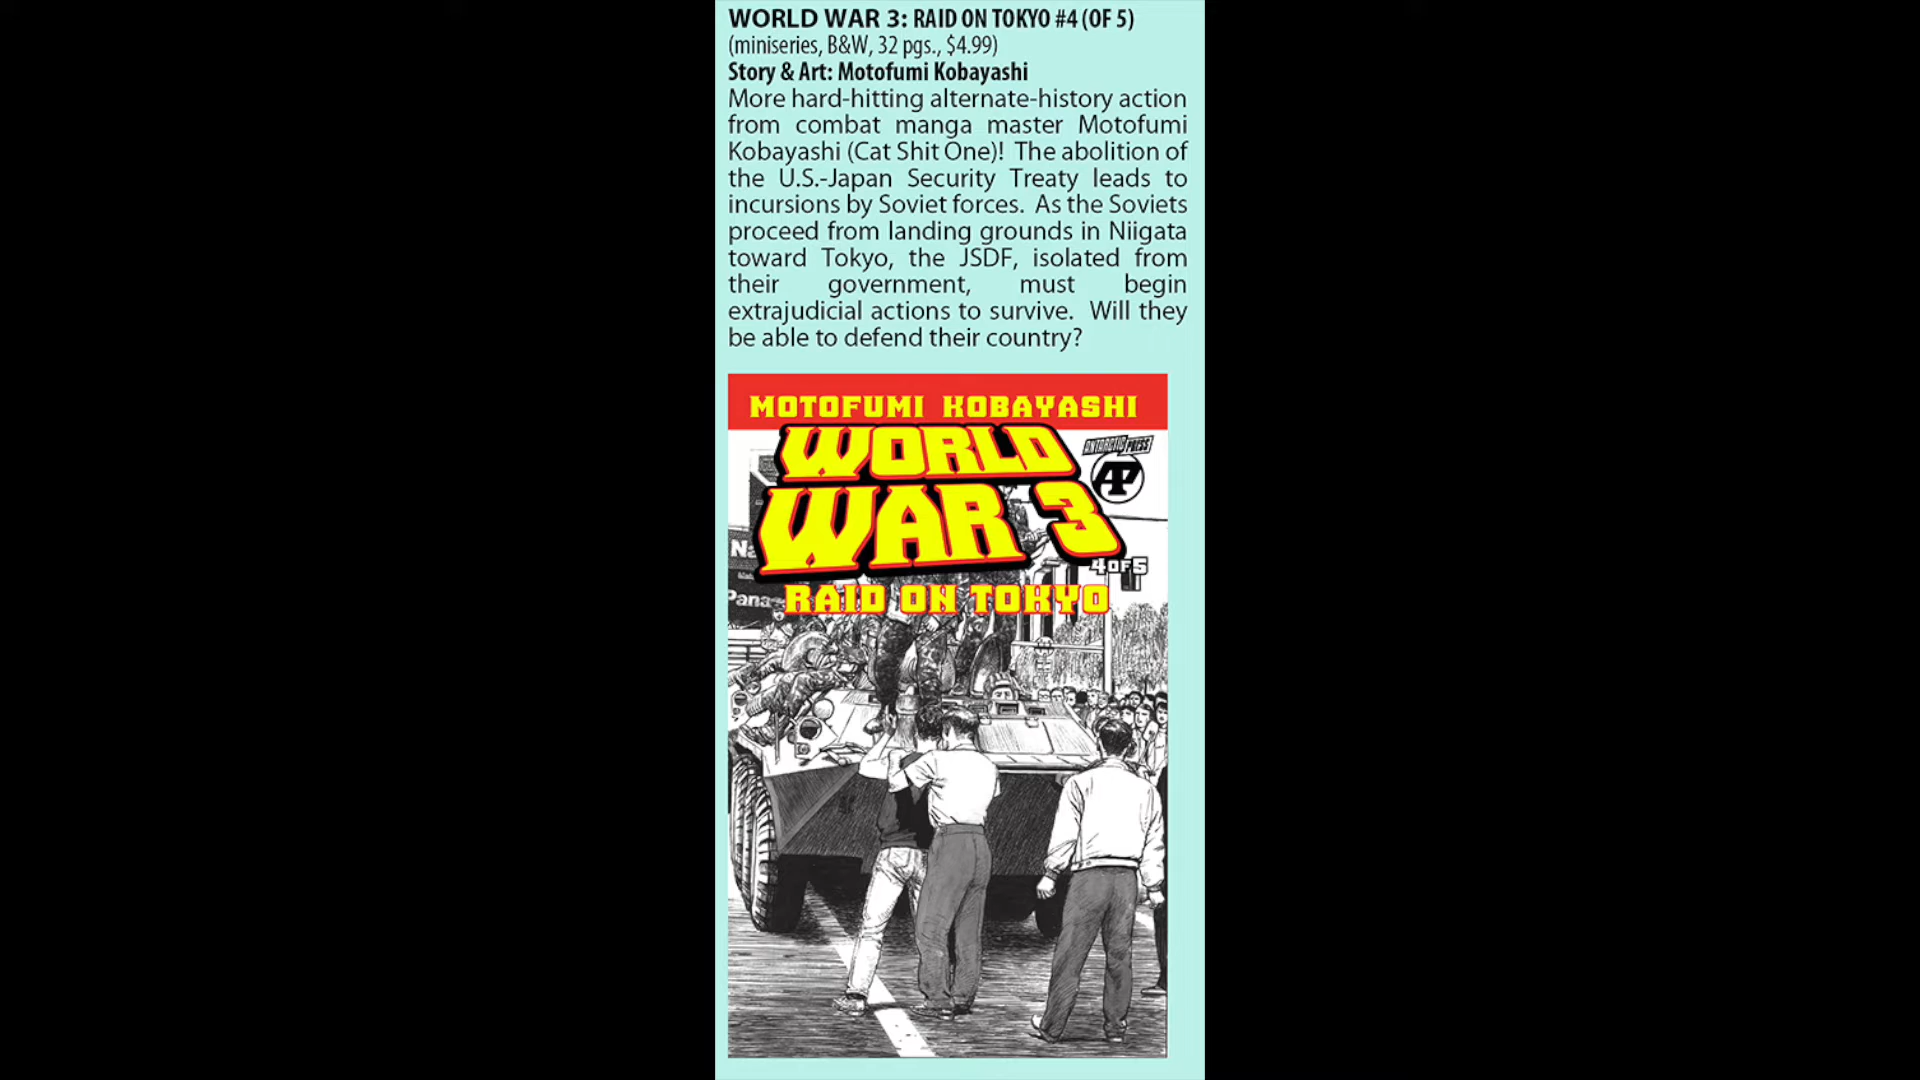 WORLD WAR 3: RAID ON TOKYO #4 (OF 5)
(miniseries, B&W, 32 pgs., $4.99)
Story & Art: Motofumi Kobayashi
More hard-hitting alternate-history action
from combat manga master Motofumi
Kobayashi (Cat Shit One)! The abolition of
the U.S.-Japan Security Treaty leads to
incursions by Soviet forces. As the Soviets
proceed from landing grounds in Niigata
toward Tokyo, the JSDF, isolated from
their government, must begin
extrajudicial actions to survive. Will they
be able to defend their country?
MOTOFUMI KOBAYASHI
WORLD
ANTARCTIC PRESS
AP
WAR 3
Na
4 OF 5
Pana
RAID ON TOKYO